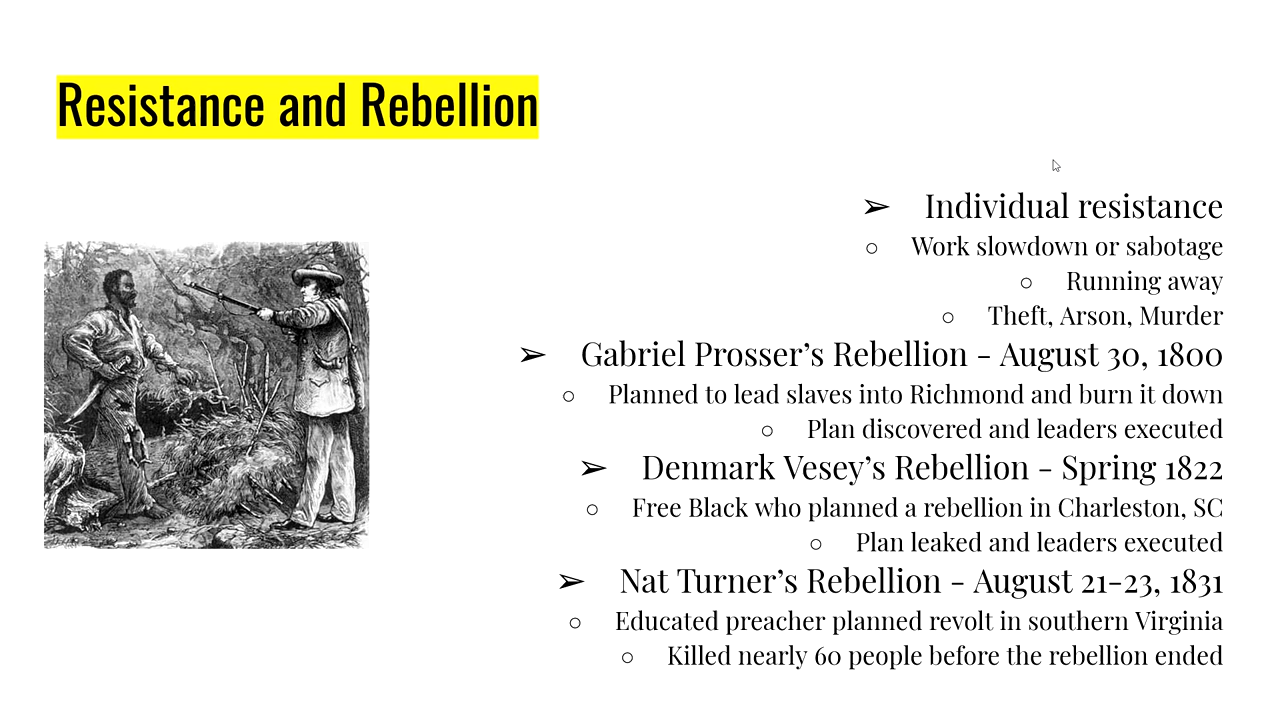 Resistance and Rebellion
➢ Individual resistance
○ Work slowdown or sabotage
○ Running away
○ Theft, Arson, Murder
➢ Gabriel Prosser’s Rebellion - August 30, 1800
○ Planned to lead slaves into Richmond and burn it down
○ Plan discovered and leaders executed
➢ Denmark Vesey’s Rebellion - Spring 1822
○ Free Black who planned a rebellion in Charleston, SC
○ Plan leaked and leaders executed
➢ Nat Turner’s Rebellion - August 21-23, 1831
○ Educated preacher planned revolt in southern Virginia
○ Killed nearly 60 people before the rebellion ended